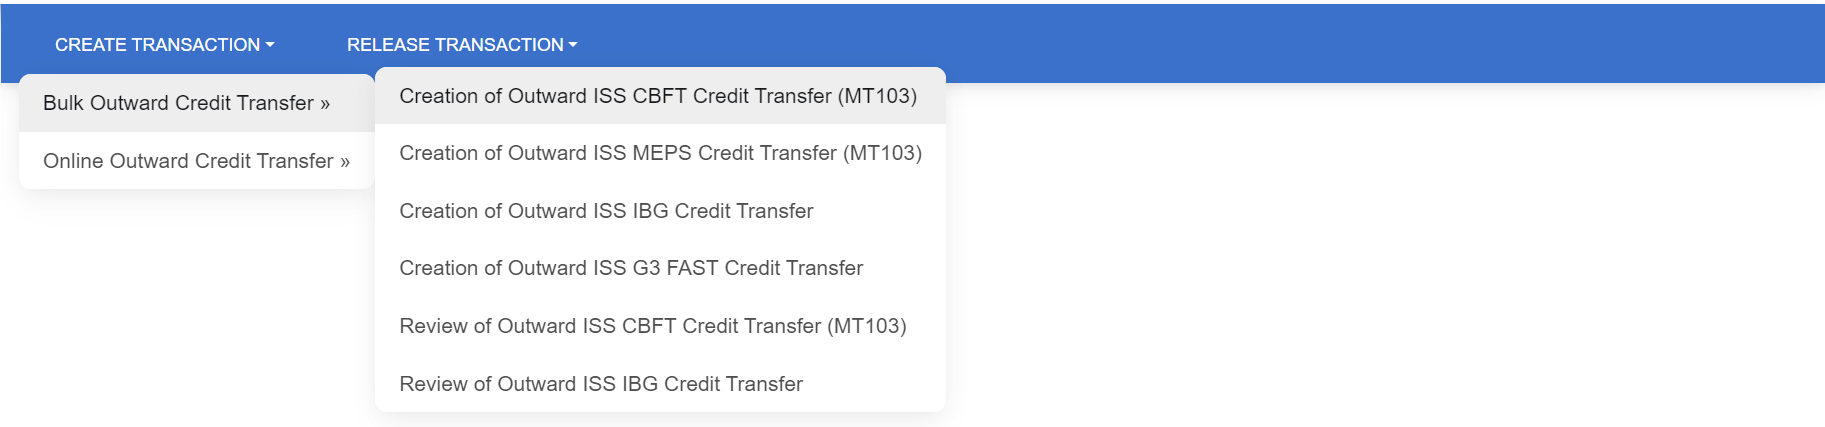 CREATE TRANSACTION
RELEASE TRANSACTION
Bulk Outward Credit Transfer »
Online Outward Credit Transfer »
Creation of Outward ISS CBFT Credit Transfer (MT103)
Creation of Outward ISS MEPS Credit Transfer (MT103)
Creation of Outward ISS IBG Credit Transfer
Creation of Outward ISS G3 FAST Credit Transfer
Review of Outward ISS CBFT Credit Transfer (MT103)
Review of Outward ISS IBG Credit Transfer